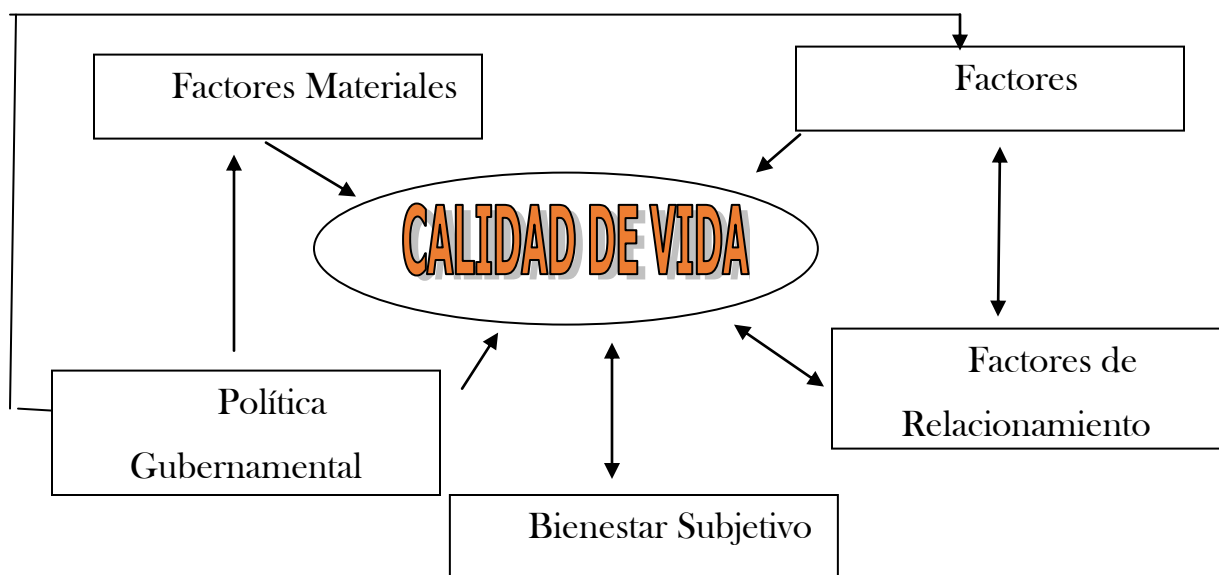 Factores Materiales
Factores
CALIDAD DE VIDA
Factores de
Relacionamiento
Política
Gubernamental
Bienestar Subjetivo